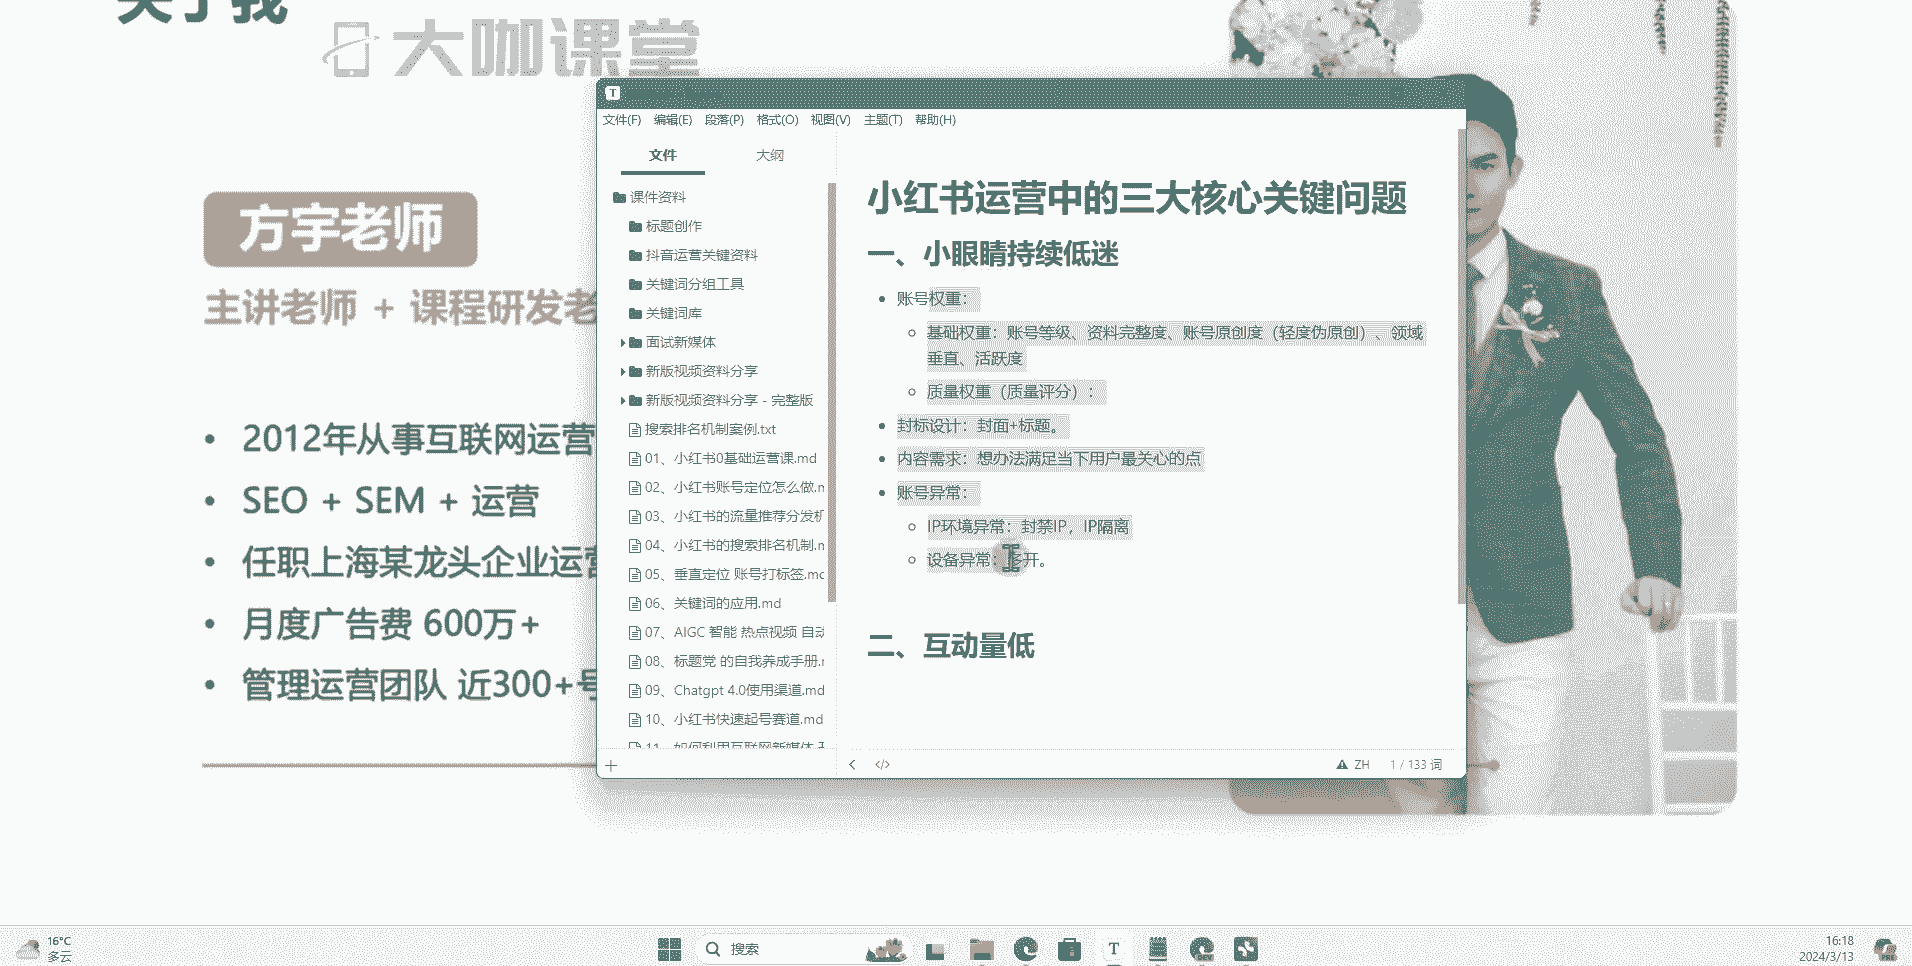 关于我
大咖课堂
方宇老师
主讲老师 + 课程研发老
2012年从事互联网运营
SEO + SEM + 运营
任职上海某龙头企业运营
月度广告费 600万+
管理运营团队 近300+号
文件(F) 编辑(E) 段落(P) 格式(O) 视图(V) 主题(T) 帮助(H)
文件 大纲
课件资料
标题创作
抖音运营关键资料
关键词分组工具
关键词库
面试新媒体
新版视频资料分享
新版视频资料分享 - 完整版
搜索排名机制案例.txt
01、小红书0基础运营课.md
02、小红书账号定位怎么做.m
03、小红书的流量推荐分发机
04、小红书的搜索排名机制.m
05、垂直定位 账号打标签.md
06、关键词的应用.md
07、AIGC 智能 热点视频 自动
08、标题党 的自我养成手册.m
09、Chatgpt 4.0使用渠道.md
10、小红书快速起号赛道.md
11、如何利用互联网新媒体
小红书运营中的三大核心关键问题
一、小眼睛持续低迷
账号权重：
基础权重：账号等级、资料完整度、账号原创度（轻度伪原创）、领域
垂直、活跃度
质量权重（质量评分）：
封标设计：封面+标题。
内容需求：想办法满足当下用户最关心的点
账号异常：
IP环境异常：封禁IP，IP隔离
设备异常：多开。
二、互动量低
ZH 1 / 133 词
16°C
多云
搜索
16:18
2024/3/13